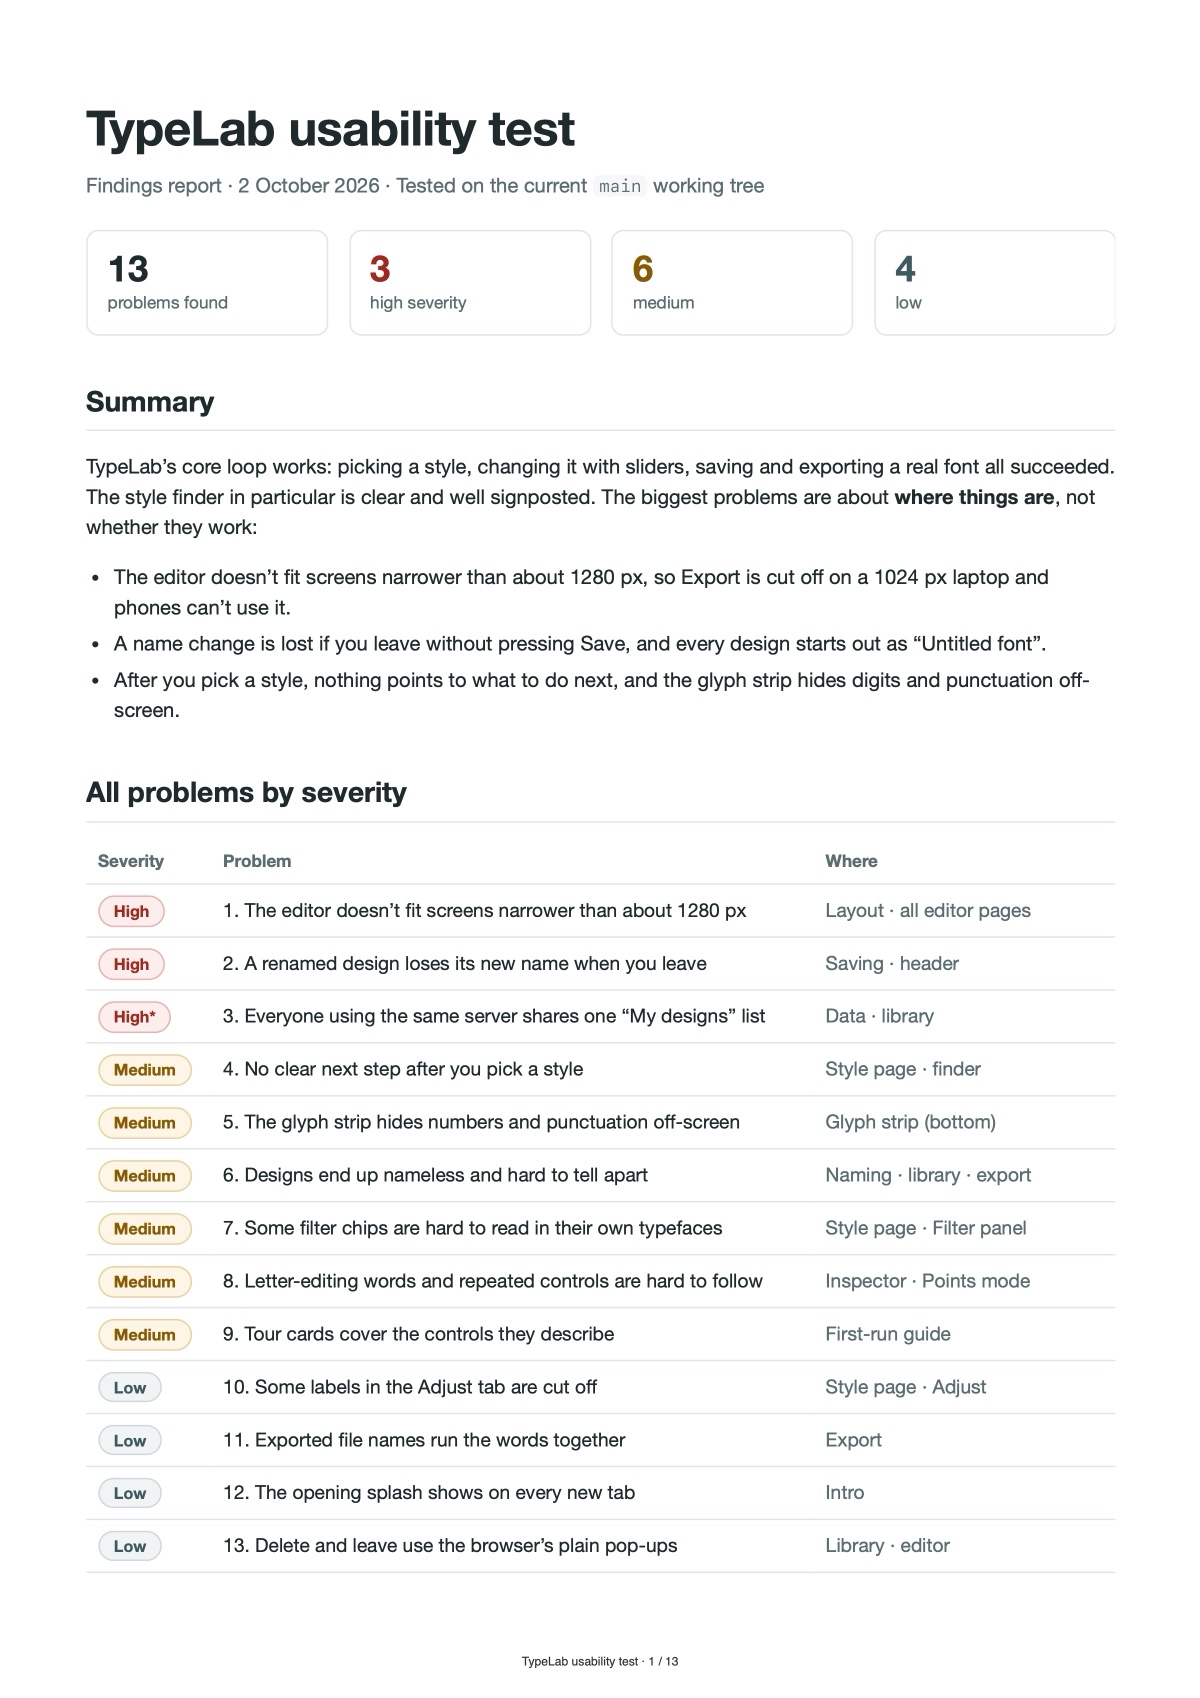 TypeLab usability test
Findings report · 2 October 2026 · Tested on the current main working tree
13
problems found
3
high severity
6
medium
4
low
Summary
TypeLab’s core loop works: picking a style, changing it with sliders, saving and exporting a real font all succeeded.
The style finder in particular is clear and well signposted. The biggest problems are about where things are, not
whether they work:
• The editor doesn’t fit screens narrower than about 1280 px, so Export is cut off on a 1024 px laptop and
phones can’t use it.
• A name change is lost if you leave without pressing Save, and every design starts out as “Untitled font”.
• After you pick a style, nothing points to what to do next, and the glyph strip hides digits and punctuation off-
screen.
All problems by severity
Severity Problem Where
High 1. The editor doesn’t fit screens narrower than about 1280 px Layout · all editor pages
High 2. A renamed design loses its new name when you leave Saving · header
High* 3. Everyone using the same server shares one “My designs” list Data · library
Medium 4. No clear next step after you pick a style Style page · finder
Medium 5. The glyph strip hides numbers and punctuation off-screen Glyph strip (bottom)
Medium 6. Designs end up nameless and hard to tell apart Naming · library · export
Medium 7. Some filter chips are hard to read in their own typefaces Style page · Filter panel
Medium 8. Letter-editing words and repeated controls are hard to follow Inspector · Points mode
Medium 9. Tour cards cover the controls they describe First-run guide
Low 10. Some labels in the Adjust tab are cut off Style page · Adjust
Low 11. Exported file names run the words together Export
Low 12. The opening splash shows on every new tab Intro
Low 13. Delete and leave use the browser’s plain pop-ups Library · editor
TypeLab usability test · 1 / 13